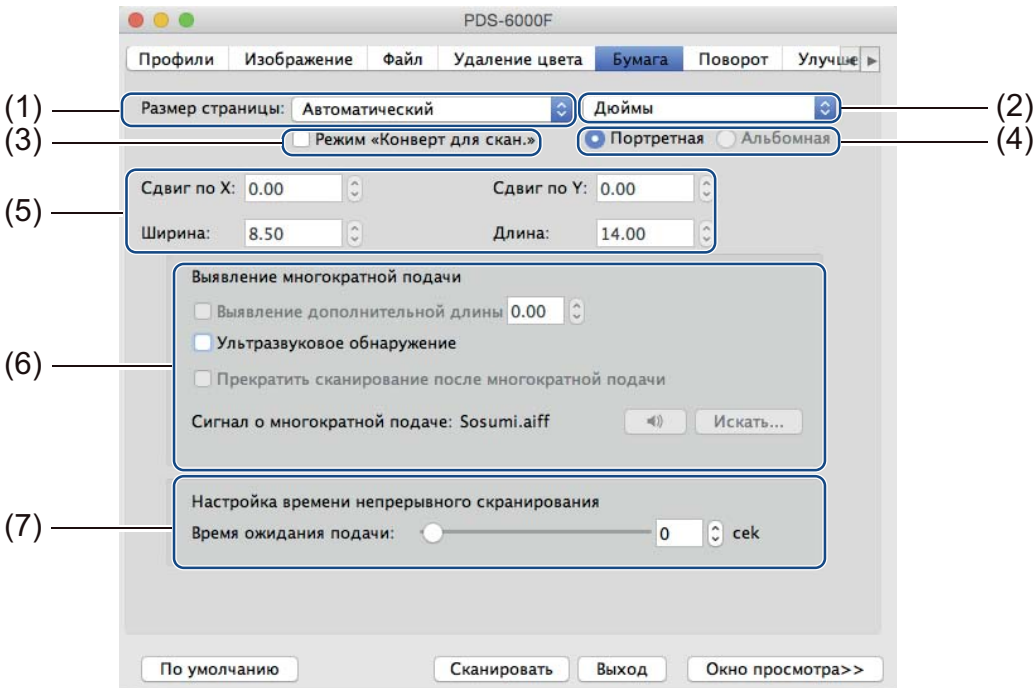 PDS-6000F
Профили Изображение Файл Удаление цвета Бумага Поворот Улучше
(1) Размер страницы: Автоматический Дюймы (2)
(3) Режим «Конверт для скан.» Портретная Альбомная (4)
Сдвиг по X: 0.00 Сдвиг по Y: 0.00
(5)
Ширина: 8.50 Длина: 14.00
Выявление многократной подачи
Выявление дополнительной длины 0.00
Ультразвуковое обнаружение
(6)
Прекратить сканирование после многократной подачи
Сигнал о многократной подаче: Sosumi.aiff Искать...
Настройка времени непрерывного скранирования
(7) Время ожидания подачи: 0 cek
По умолчанию Сканировать Выход Окно просмотра>>